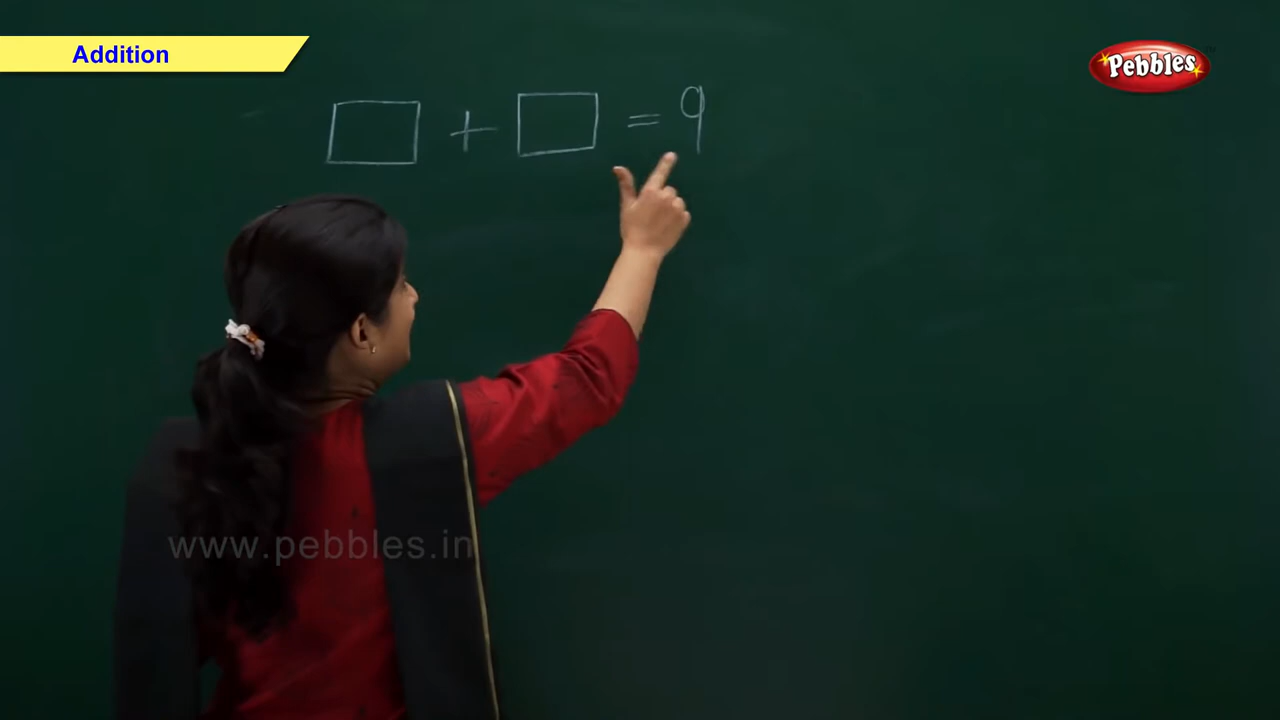 Addition
Pebbles
□ + □ = 9
www.pebbles.in